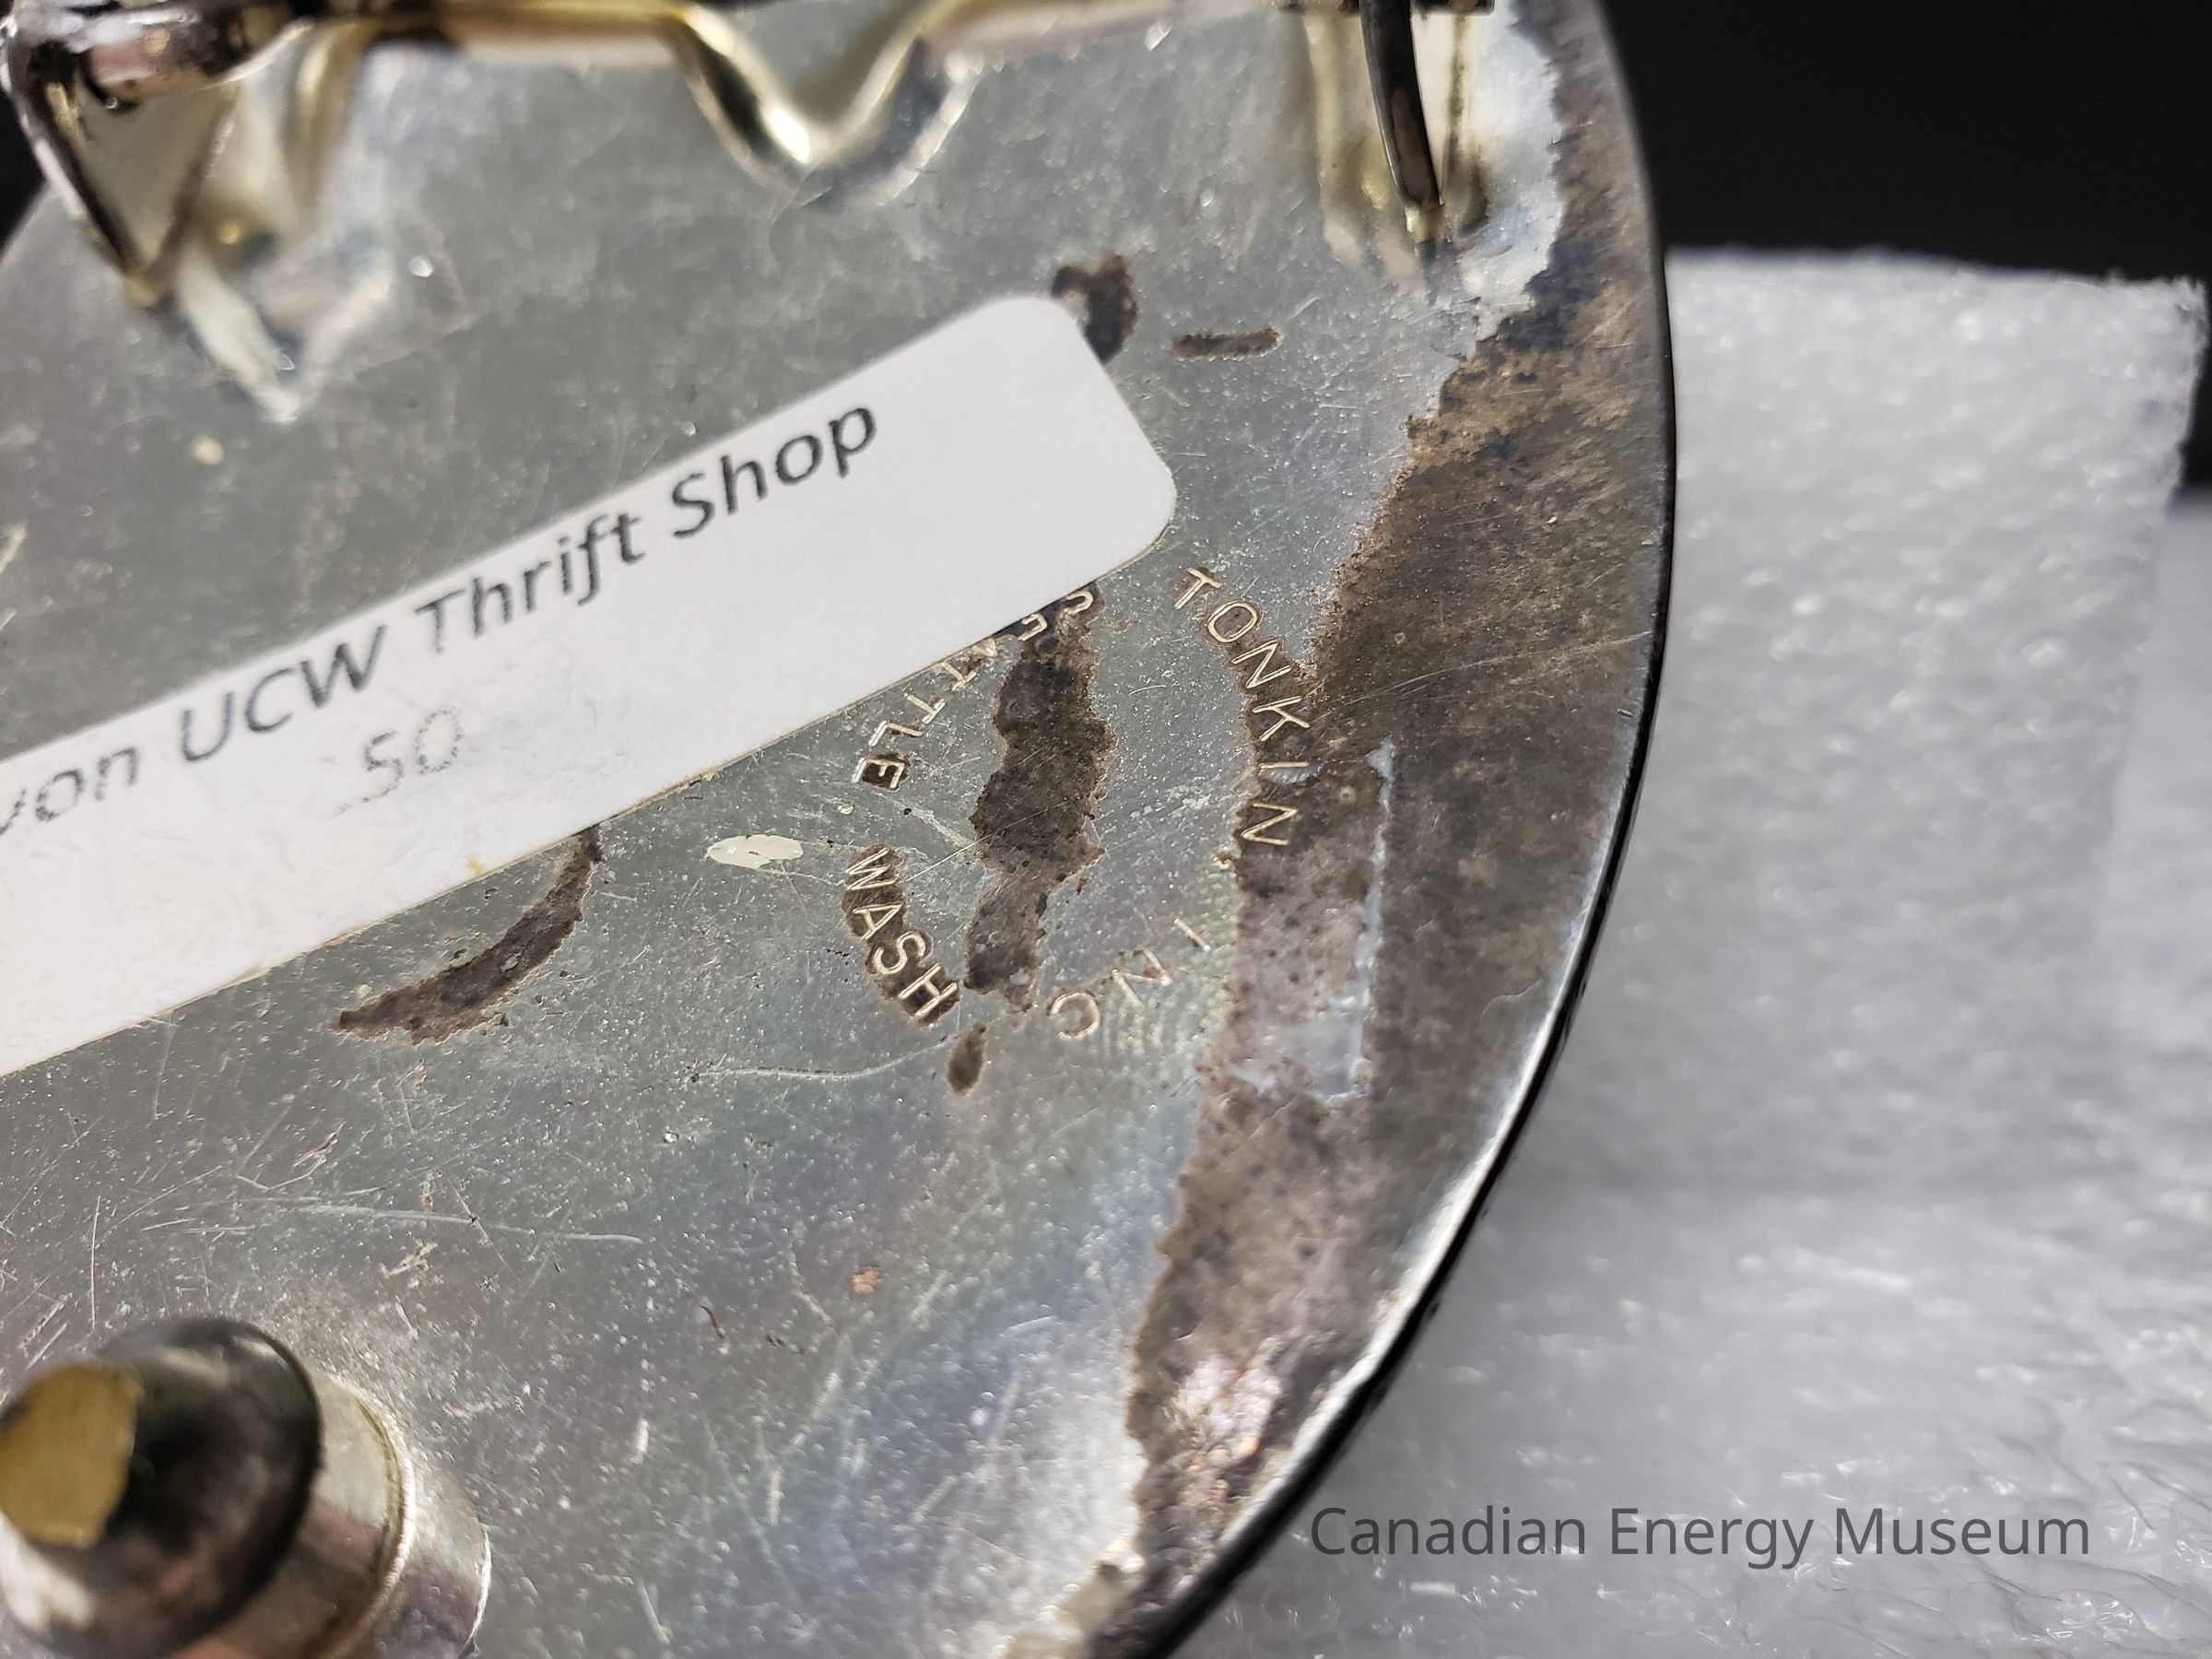 von UCW Thrift Shop
50
TONKIN INC
SEATTLE, WASH
Canadian Energy Museum